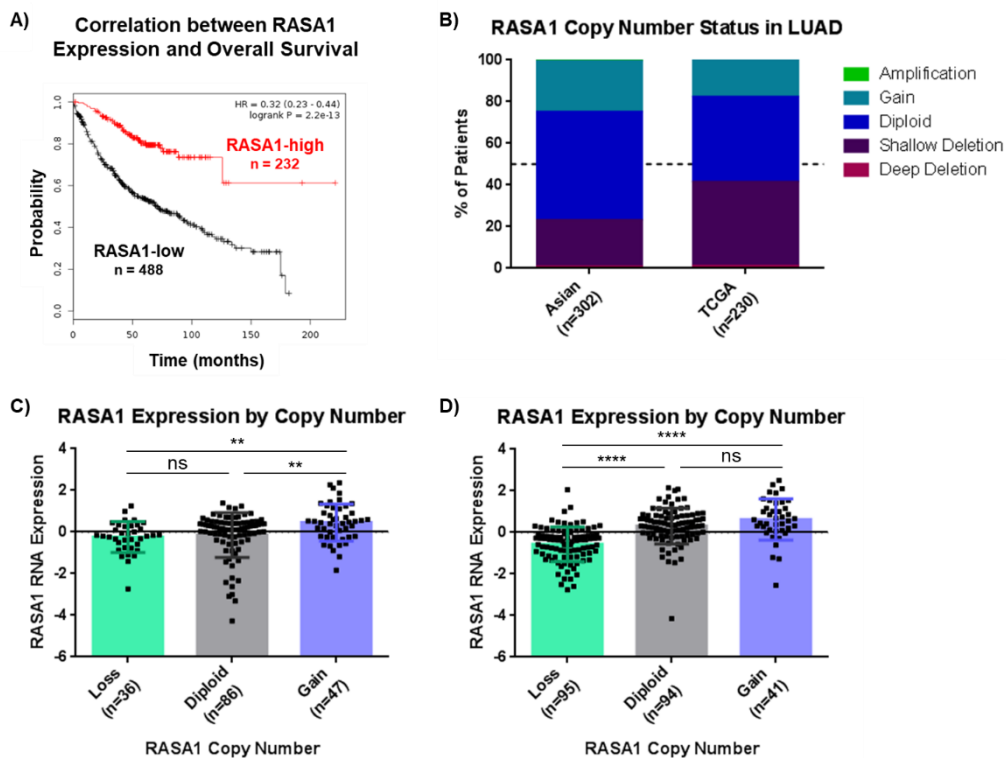 A)
Correlation between RASA1
Expression and Overall Survival
HR = 0.32 (0.23 - 0.44)
logrank P = 2.2e-13
RASA1-high
n = 232
RASA1-low
n = 488
Probability
1.0
0.8
0.6
0.4
0.2
0.0
0
50
100
150
200
Time (months)
B)
RASA1 Copy Number Status in LUAD
% of Patients
100
80
60
40
20
0
Asian
(n=302)
TCGA
(n=230)
Amplification
Gain
Diploid
Shallow Deletion
Deep Deletion
C)
RASA1 Expression by Copy Number
**
ns
**
RASA1 RNA Expression
4
2
0
-2
-4
-6
Loss
(n=36)
Diploid
(n=86)
Gain
(n=47)
RASA1 Copy Number
D)
RASA1 Expression by Copy Number
****
****
ns
RASA1 RNA Expression
4
2
0
-2
-4
-6
Loss
(n=95)
Diploid
(n=94)
Gain
(n=41)
RASA1 Copy Number